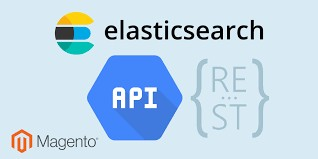 elasticsearch
API
{RE
...
ST}
Magento